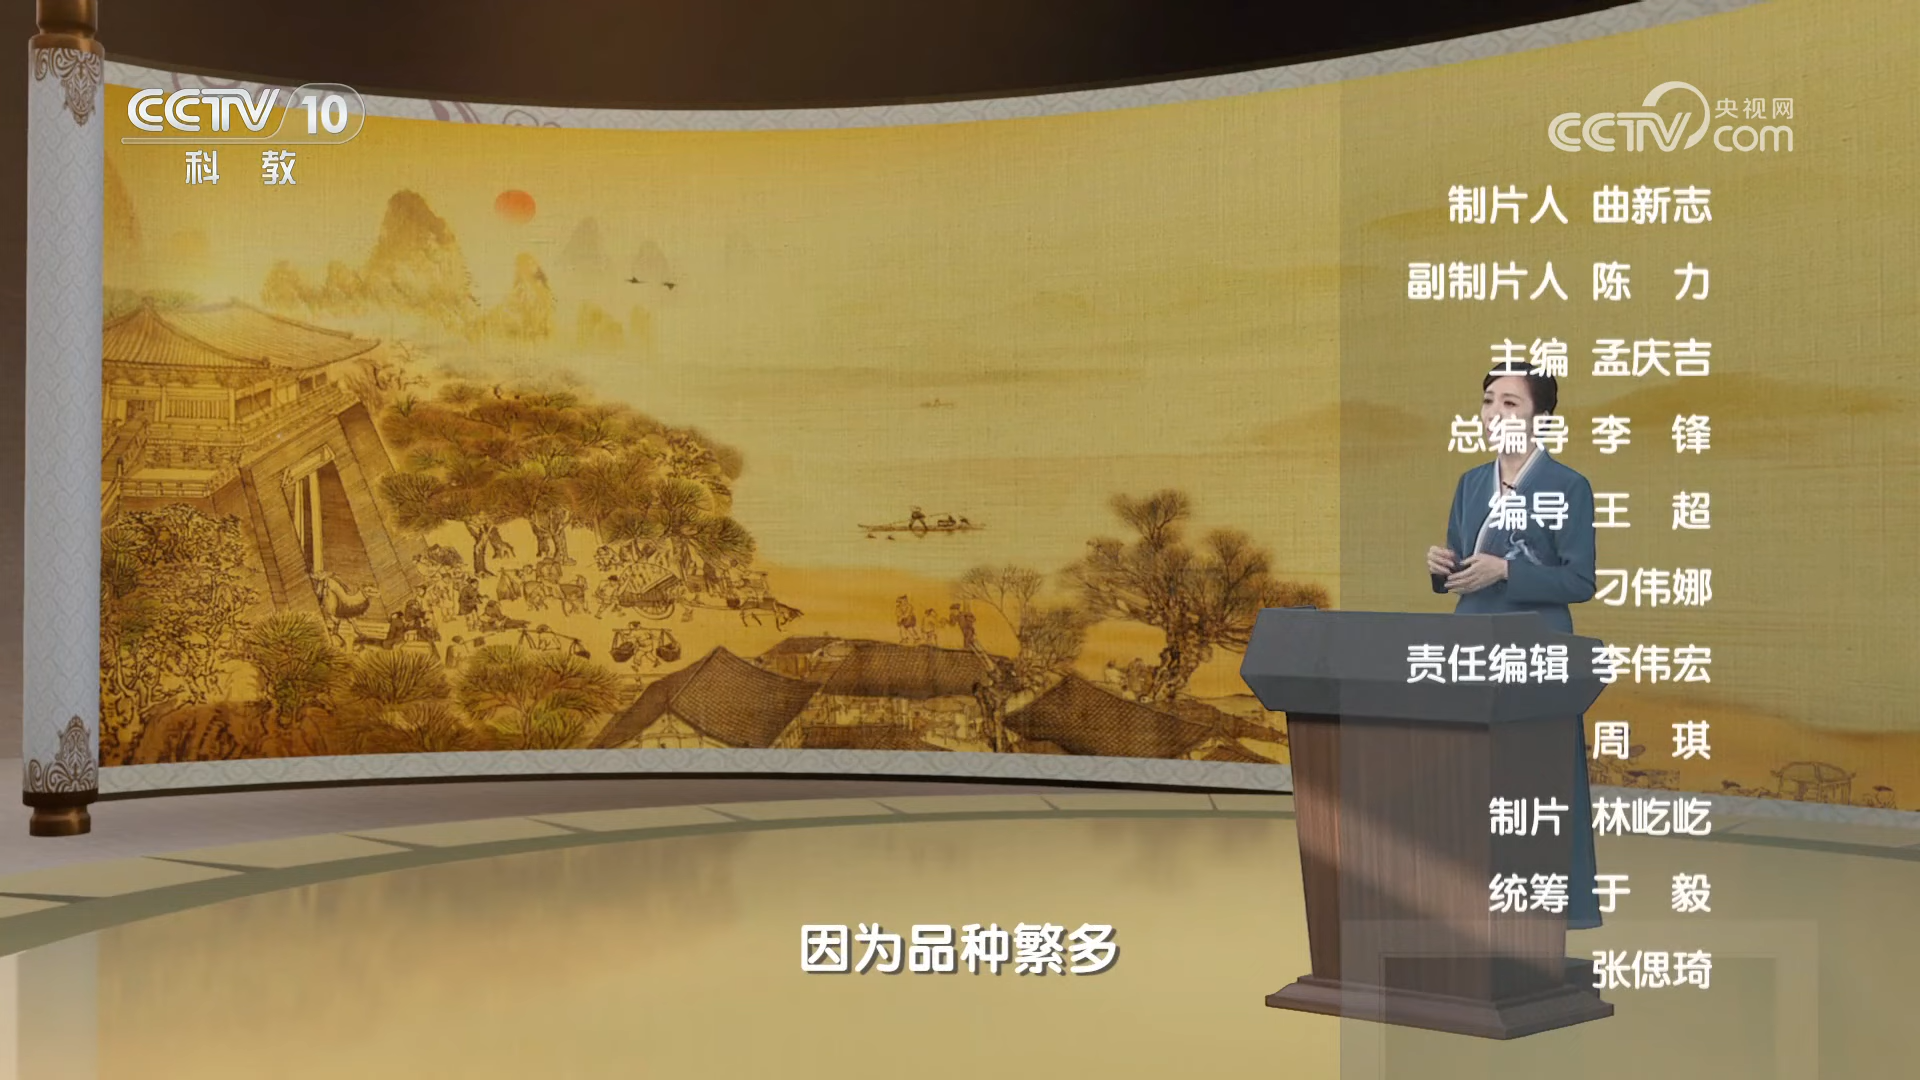 CCTV 10
科 教
央视网
CCTV com
制片人 曲新志
副制片人 陈 力
主编 孟庆吉
总编导 李 锋
编导 王 超
刁伟娜
责任编辑 李伟宏
周 琪
制片 林屹屹
统筹 于 毅
张偲琦
因为品种繁多